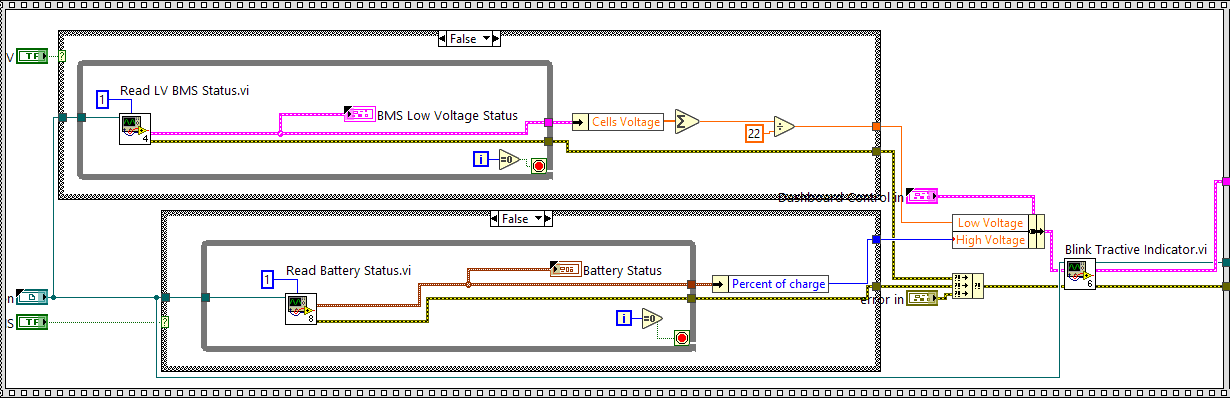 False
V
TF
?
Read LV BMS Status.vi
1
4
BMS Low Voltage Status
Cells Voltage
Σ
22
÷
i
=0
Dashboard Control in
False
Low Voltage
High Voltage
Read Battery Status.vi
1
8
Battery Status
Percent of charge
Blink Tractive Indicator.vi
6
n
error in
S
TF
?
i
=0